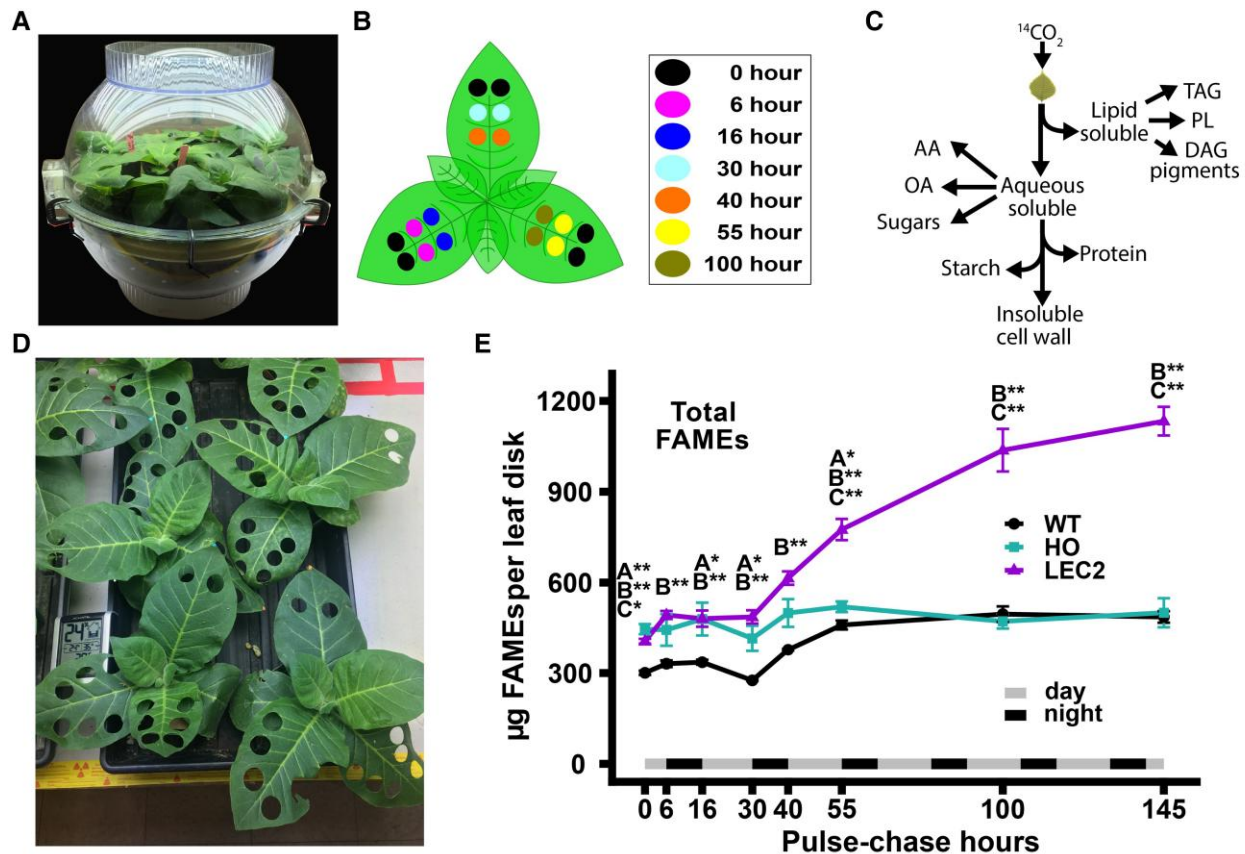 A
B
0 hour
6 hour
16 hour
30 hour
40 hour
55 hour
100 hour
C
¹⁴CO₂
Lipid
soluble
TAG
PL
DAG
pigments
AA
OA
Sugars
Aqueous
soluble
Starch
Protein
Insoluble
cell wall
D
24
E
Total
FAMEs
µg FAMEsper leaf disk
1200
900
600
300
0
A**
B**
C*
B**
A*
B**
A*
B**
B**
A*
B**
C**
B**
C**
B**
C**
WT
HO
LEC2
day
night
0 6 16 30 40 55 100 145
Pulse-chase hours